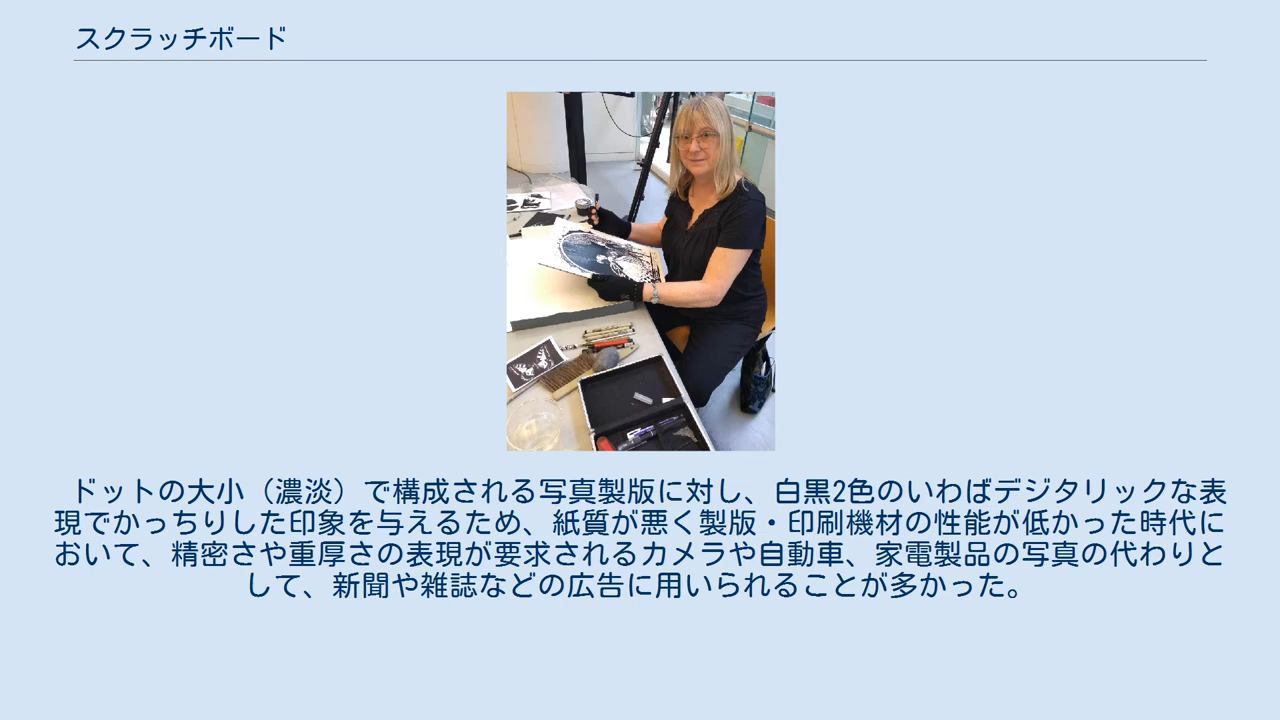 スクラッチボード
ドットの大小（濃淡）で構成される写真製版に対し、白黒2色のいわばデジタリックな表
現でかっちりした印象を与えるため、紙質が悪く製版・印刷機材の性能が低かった時代に
おいて、精密さや重厚さの表現が要求されるカメラや自動車、家電製品の写真の代わりと
して、新聞や雑誌などの広告に用いられることが多かった。